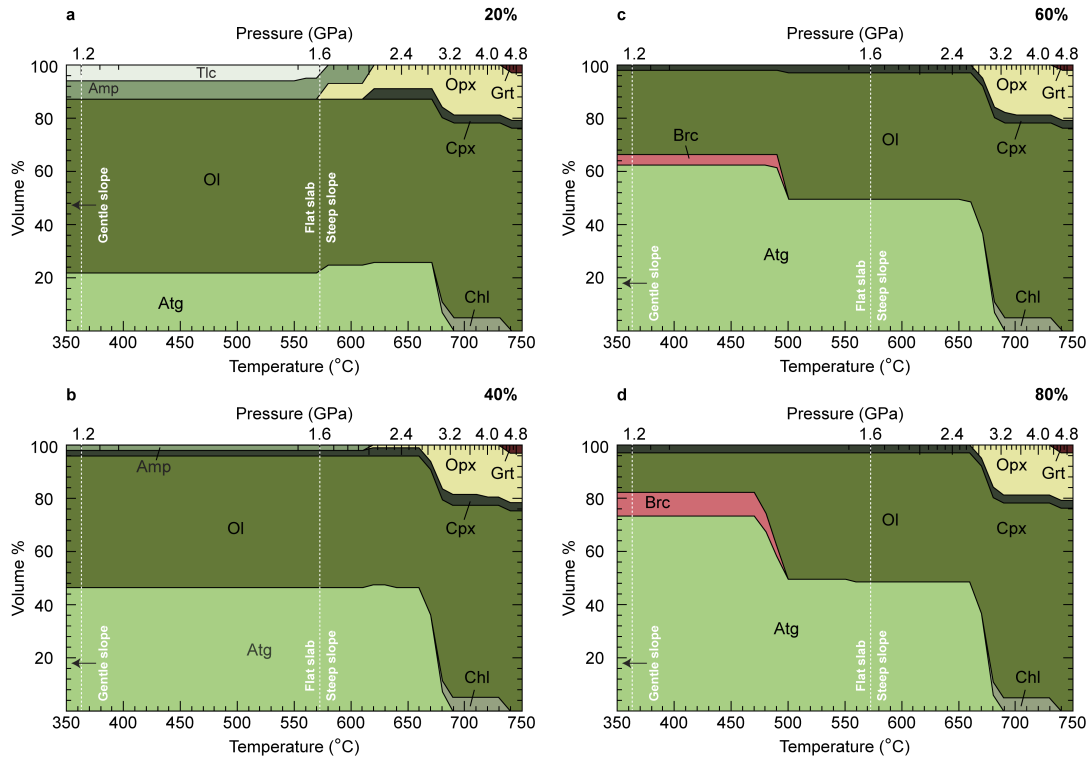 a 20%
Pressure (GPa)
1.2 1.6 2.4 3.2 4.0 4.8
100
80
60
40
20
Volume %
Tlc
Amp
Ol
Atg
Opx
Grt
Cpx
Chl
Gentle slope
Flat slab
Steep slope
350 400 450 500 550 600 650 700 750
Temperature (°C)
c 60%
Pressure (GPa)
1.2 1.6 2.4 3.2 4.0 4.8
100
80
60
40
20
Volume %
Brc
Ol
Atg
Opx
Grt
Cpx
Chl
Gentle slope
Flat slab
Steep slope
350 400 450 500 550 600 650 700 750
Temperature (°C)
b 40%
Pressure (GPa)
1.2 1.6 2.4 3.2 4.0 4.8
100
80
60
40
20
Volume %
Amp
Ol
Atg
Opx
Grt
Cpx
Chl
Gentle slope
Flat slab
Steep slope
350 400 450 500 550 600 650 700 750
Temperature (°C)
d 80%
Pressure (GPa)
1.2 1.6 2.4 3.2 4.0 4.8
100
80
60
40
20
Volume %
Brc
Ol
Atg
Opx
Grt
Cpx
Chl
Gentle slope
Flat slab
Steep slope
350 400 450 500 550 600 650 700 750
Temperature (°C)